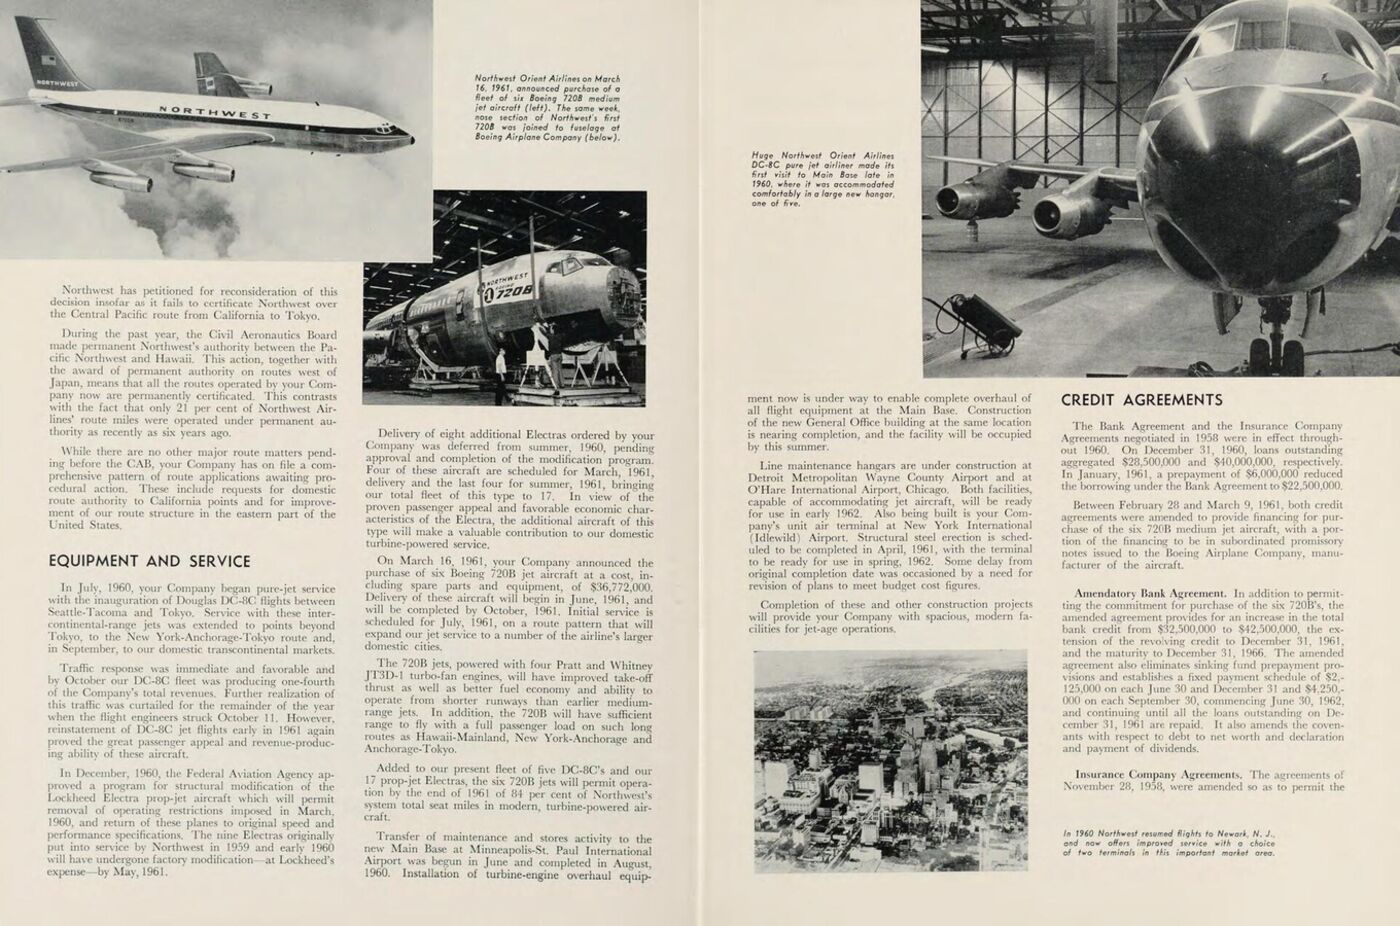 NORTHWEST
NORTHWEST
Northwest Orient Airlines on March
16, 1961, announced purchase of a
fleet of six Boeing 720B medium
jet aircraft (left). The same week,
nose section of Northwest's first
720B was joined to fuselage at
Boeing Airplane Company (below).
NORTHWEST
BOEING
720B
Northwest has petitioned for reconsideration of this
decision insofar as it fails to certificate Northwest over
the Central Pacific route from California to Tokyo.
During the past year, the Civil Aeronautics Board
made permanent Northwest's authority between the Pa-
cific Northwest and Hawaii. This action, together with
the award of permanent authority on routes west of
Japan, means that all the routes operated by your Com-
pany now are permanently certificated. This contrasts
with the fact that only 21 per cent of Northwest Air-
lines' route miles were operated under permanent au-
thority as recently as six years ago.
While there are no other major route matters pend-
ing before the CAB, your Company has on file a com-
prehensive pattern of route applications awaiting pro-
cedural action. These include requests for domestic
route authority to California points and for improve-
ment of our route structure in the eastern part of the
United States.
EQUIPMENT AND SERVICE
In July, 1960, your Company began pure-jet service
with the inauguration of Douglas DC-8C flights between
Seattle-Tacoma and Tokyo. Service with these inter-
continental-range jets was extended to points beyond
Tokyo, to the New York-Anchorage-Tokyo route and,
in September, to our domestic transcontinental markets.
Traffic response was immediate and favorable and
by October our DC-8C fleet was producing one-fourth
of the Company's total revenues. Further realization of
this traffic was curtailed for the remainder of the year
when the flight engineers struck October 11. However,
reinstatement of DC-8C jet flights early in 1961 again
proved the great passenger appeal and revenue-produc-
ing ability of these aircraft.
In December, 1960, the Federal Aviation Agency ap-
proved a program for structural modification of the
Lockheed Electra prop-jet aircraft which will permit
removal of operating restrictions imposed in March,
1960, and return of these planes to original speed and
performance specifications. The nine Electras originally
put into service by Northwest in 1959 and early 1960
will have undergone factory modification—at Lockheed's
expense—by May, 1961.
Delivery of eight additional Electras ordered by your
Company was deferred from summer, 1960, pending
approval and completion of the modification program.
Four of these aircraft are scheduled for March, 1961,
delivery and the last four for summer, 1961, bringing
our total fleet of this type to 17. In view of the
proven passenger appeal and favorable economic char-
acteristics of the Electra, the additional aircraft of this
type will make a valuable contribution to our domestic
turbine-powered service.
On March 16, 1961, your Company announced the
purchase of six Boeing 720B jet aircraft at a cost, in-
cluding spare parts and equipment, of $36,772,000.
Delivery of these aircraft will begin in June, 1961, and
will be completed by October, 1961. Initial service is
scheduled for July, 1961, on a route pattern that will
expand our jet service to a number of the airline's larger
domestic cities.
The 720B jets, powered with four Pratt and Whitney
JT3D-1 turbo-fan engines, will have improved take-off
thrust as well as better fuel economy and ability to
operate from shorter runways than earlier medium-
range jets. In addition, the 720B will have sufficient
range to fly with a full passenger load on such long
routes as Hawaii-Mainland, New York-Anchorage and
Anchorage-Tokyo.
Added to our present fleet of five DC-8C's and our
17 prop-jet Electras, the six 720B jets will permit opera-
tion by the end of 1961 of 84 per cent of Northwest's
system total seat miles in modern, turbine-powered air-
craft.
Transfer of maintenance and stores activity to the
new Main Base at Minneapolis-St. Paul International
Airport was begun in June and completed in August,
1960. Installation of turbine-engine overhaul equip-
Huge Northwest Orient Airlines
DC-8C pure jet airliner made its
first visit to Main Base late in
1960, where it was accommodated
comfortably in a large new hangar,
one of five.
ment now is under way to enable complete overhaul of
all flight equipment at the Main Base. Construction
of the new General Office building at the same location
is nearing completion, and the facility will be occupied
by this summer.
Line maintenance hangars are under construction at
Detroit Metropolitan Wayne County Airport and at
O'Hare International Airport, Chicago. Both facilities,
capable of accommodating jet aircraft, will be ready
for use in early 1962. Also being built is your Com-
pany's unit air terminal at New York International
(Idlewild) Airport. Structural steel erection is sched-
uled to be completed in April, 1961, with the terminal
to be ready for use in spring, 1962. Some delay from
original completion date was occasioned by a need for
revision of plans to meet budget cost figures.
Completion of these and other construction projects
will provide your Company with spacious, modern fa-
cilities for jet-age operations.
CREDIT AGREEMENTS
The Bank Agreement and the Insurance Company
Agreements negotiated in 1958 were in effect through-
out 1960. On December 31, 1960, loans outstanding
aggregated $28,500,000 and $40,000,000, respectively.
In January, 1961, a prepayment of $6,000,000 reduced
the borrowing under the Bank Agreement to $22,500,000.
Between February 28 and March 9, 1961, both credit
agreements were amended to provide financing for pur-
chase of the six 720B medium jet aircraft, with a por-
tion of the financing to be in subordinated promissory
notes issued to the Boeing Airplane Company, manu-
facturer of the aircraft.
Amendatory Bank Agreement. In addition to permit-
ting the commitment for purchase of the six 720B's, the
amended agreement provides for an increase in the total
bank credit from $32,500,000 to $42,500,000, the ex-
tension of the revolving credit to December 31, 1961,
and the maturity to December 31, 1966. The amended
agreement also eliminates sinking fund prepayment pro-
visions and establishes a fixed payment schedule of $2,-
125,000 on each June 30 and December 31 and $4,250,-
000 on each September 30, commencing June 30, 1962,
and continuing until all the loans outstanding on De-
cember 31, 1961 are repaid. It also amends the coven-
ants with respect to debt to net worth and declaration
and payment of dividends.
Insurance Company Agreements. The agreements of
November 28, 1958, were amended so as to permit the
In 1960 Northwest resumed flights to Newark, N. J.,
and now offers improved service with a choice
of two terminals in this important market area.